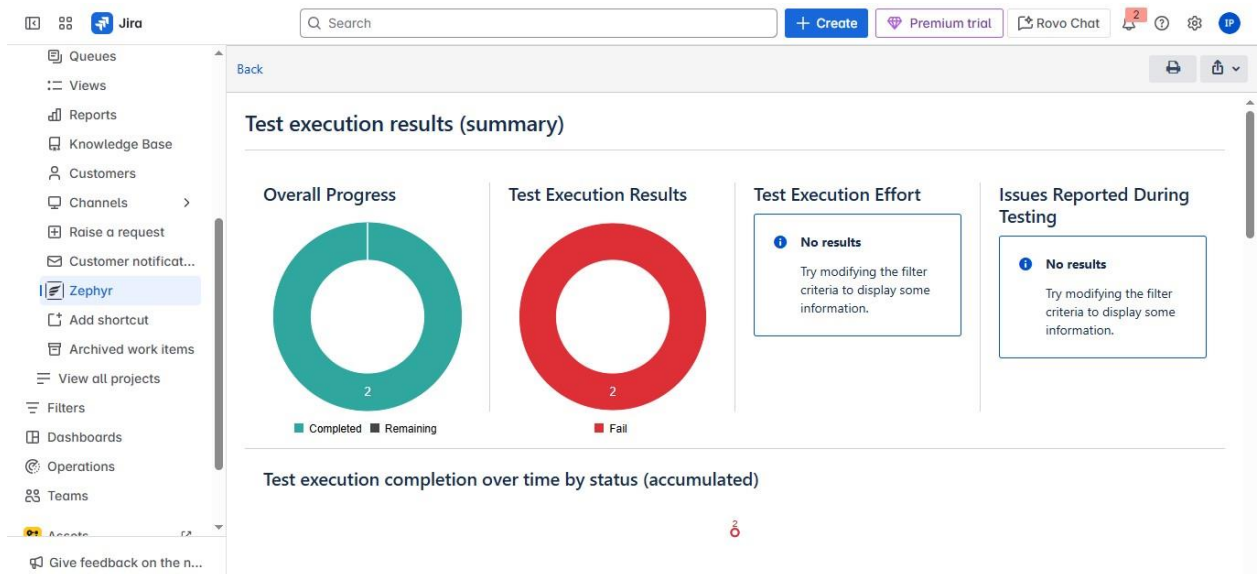 Jira
Search
+ Create
Premium trial
Rovo Chat
2
IP
Queues
Views
Reports
Knowledge Base
Customers
Channels
Raise a request
Customer notificat...
Zephyr
Add shortcut
Archived work items
View all projects
Filters
Dashboards
Operations
Teams
Assets
Give feedback on the n...
Back
Test execution results (summary)
Overall Progress
2
Completed Remaining
Test Execution Results
2
Fail
Test Execution Effort
No results
Try modifying the filter
criteria to display some
information.
Issues Reported During
Testing
No results
Try modifying the filter
criteria to display some
information.
Test execution completion over time by status (accumulated)
2